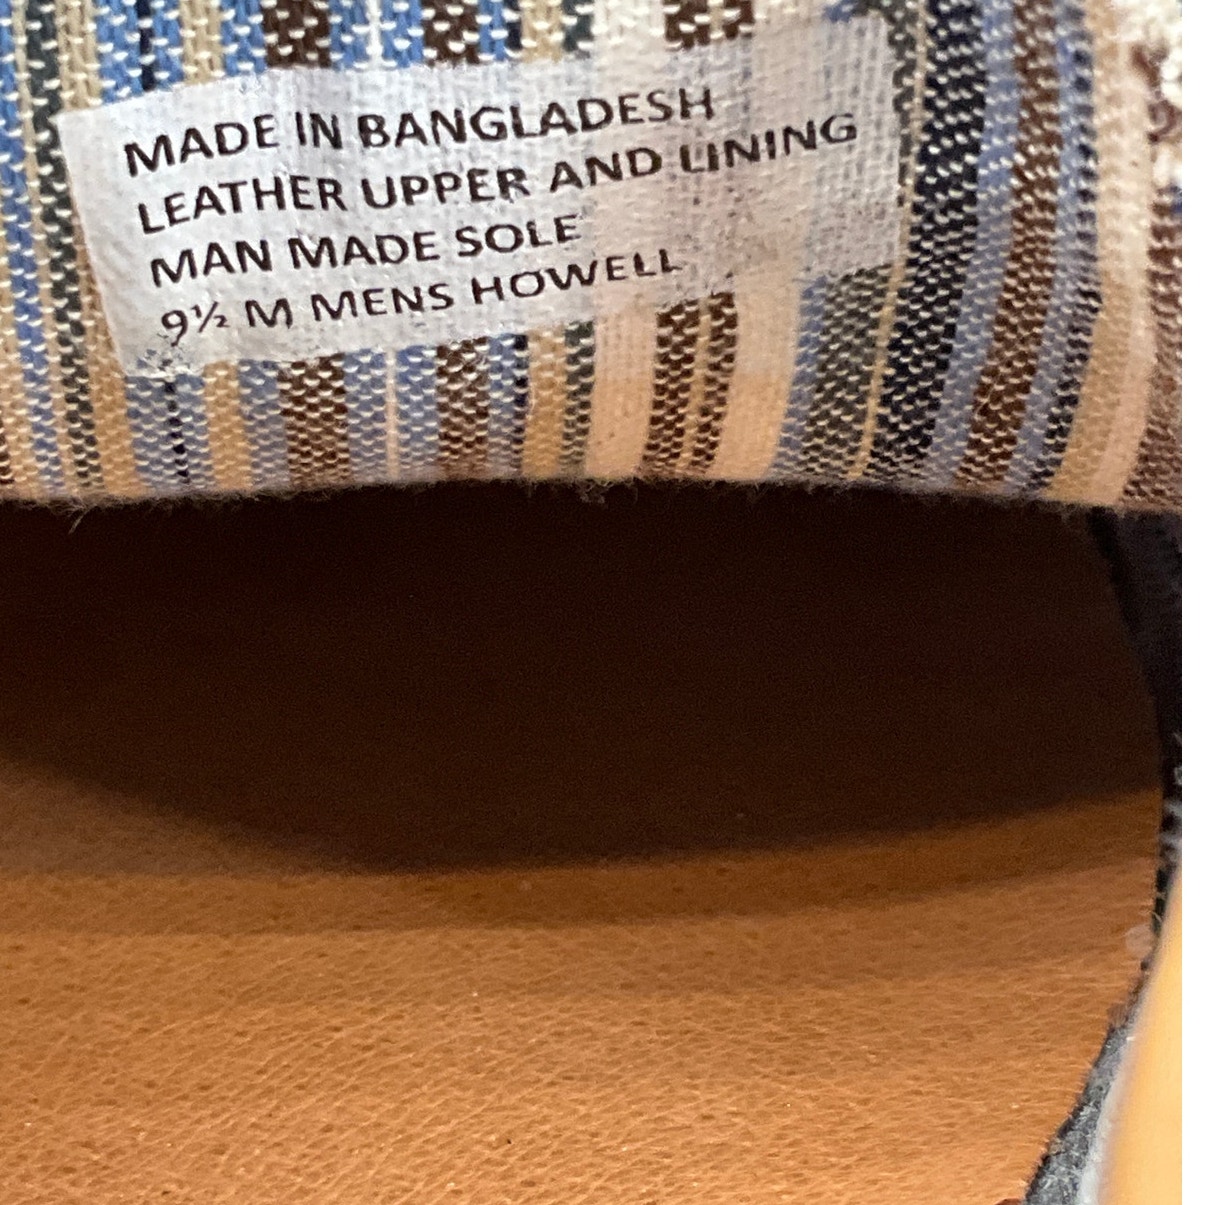 MADE IN BANGLADESH
LEATHER UPPER AND LINING
MAN MADE SOLE
9½ M MENS HOWELL